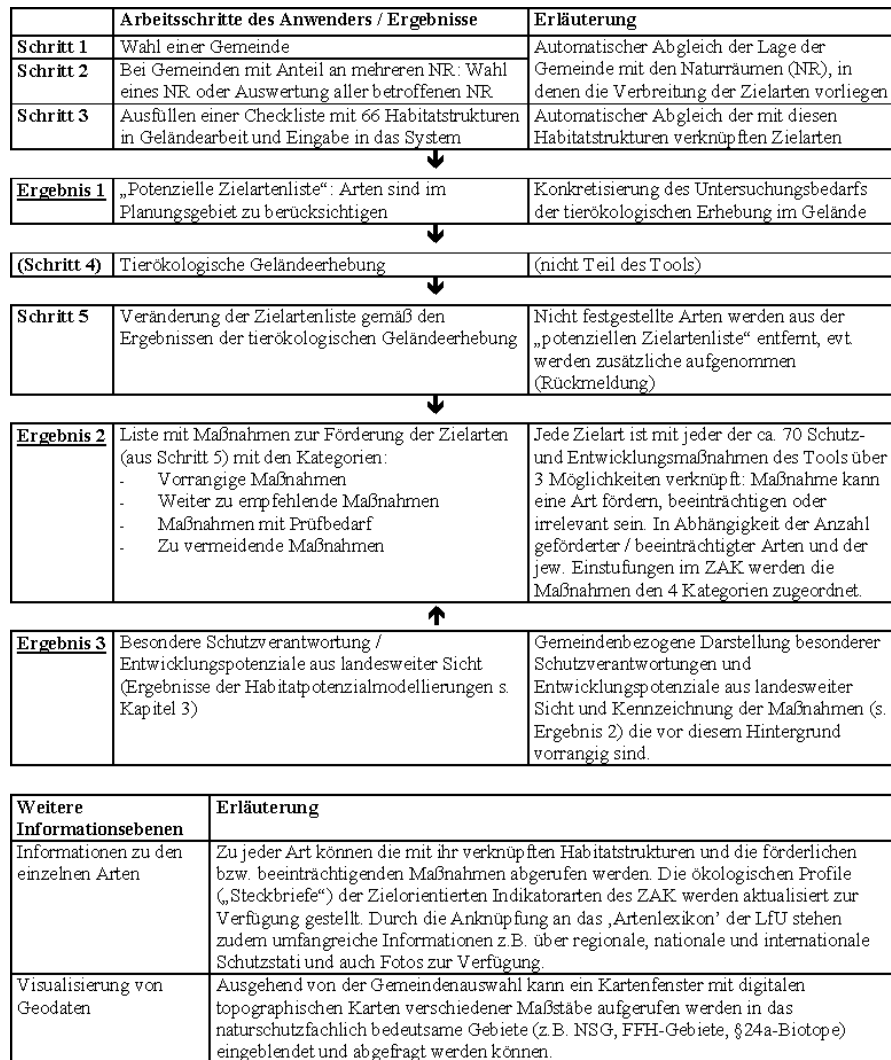 Arbeitsschritte des Anwenders / Ergebnisse
Erläuterung
Schritt 1
Wahl einer Gemeinde
Automatischer Abgleich der Lage der
Gemeinde mit den Naturräumen (NR), in
denen die Verbreitung der Zielarten vorliegen
Schritt 2
Bei Gemeinden mit Anteil an mehreren NR: Wahl
eines NR oder Auswertung aller betroffenen NR
Schritt 3
Ausfüllen einer Checkliste mit 66 Habitatstrukturen
in Geländearbeit und Eingabe in das System
Automatischer Abgleich der mit diesen
Habitatstrukturen verknüpften Zielarten
Ergebnis 1
„Potenzielle Zielartenliste“: Arten sind im
Planungsgebiet zu berücksichtigen
Konkretisierung des Untersuchungsbedarfs
der tierökologischen Erhebung im Gelände
(Schritt 4)
Tierökologische Geländeerhebung
(nicht Teil des Tools)
Schritt 5
Veränderung der Zielartenliste gemäß den
Ergebnissen der tierökologischen Geländeerhebung
Nicht festgestellte Arten werden aus der
„potenziellen Zielartenliste“ entfernt, evt.
werden zusätzliche aufgenommen
(Rückmeldung)
Ergebnis 2
Liste mit Maßnahmen zur Förderung der Zielarten
(aus Schritt 5) mit den Kategorien:
- Vorrangige Maßnahmen
- Weiter zu empfehlende Maßnahmen
- Maßnahmen mit Prüfbedarf
- Zu vermeidende Maßnahmen
Jede Zielart ist mit jeder der ca. 70 Schutz-
und Entwicklungsmaßnahmen des Tools über
3 Möglichkeiten verknüpft: Maßnahme kann
eine Art fördern, beeinträchtigen oder
irrelevant sein. In Abhängigkeit der Anzahl
geförderter / beeinträchtigter Arten und der
jew. Einstufungen im ZAK werden die
Maßnahmen den 4 Kategorien zugeordnet.
Ergebnis 3
Besondere Schutzverantwortung /
Entwicklungspotenziale aus landesweiter Sicht
(Ergebnisse der Habitatpotenzialmodellierungen s.
Kapitel 3)
Gemeindenbezogene Darstellung besonderer
Schutzverantwortungen und
Entwicklungspotenziale aus landesweiter
Sicht und Kennzeichnung der Maßnahmen (s.
Ergebnis 2) die vor diesem Hintergrund
vorrangig sind.
Weitere
Informationsebenen
Erläuterung
Informationen zu den
einzelnen Arten
Zu jeder Art können die mit ihr verknüpften Habitatstrukturen und die förderlichen
bzw. beeinträchtigenden Maßnahmen abgerufen werden. Die ökologischen Profile
(„Steckbriefe“) der Zielorientierten Indikatorarten des ZAK werden aktualisiert zur
Verfügung gestellt. Durch die Anknüpfung an das ‚Artenlexikon’ der LfU stehen
zudem umfangreiche Informationen z.B. über regionale, nationale und internationale
Schutzstati und auch Fotos zur Verfügung.
Visualisierung von
Geodaten
Ausgehend von der Gemeindenauswahl kann ein Kartenfenster mit digitalen
topographischen Karten verschiedener Maßstäbe aufgerufen werden in das
naturschutzfachlich bedeutsame Gebiete (z.B. NSG, FFH-Gebiete, §24a-Biotope)
eingeblendet und abgefragt werden können.